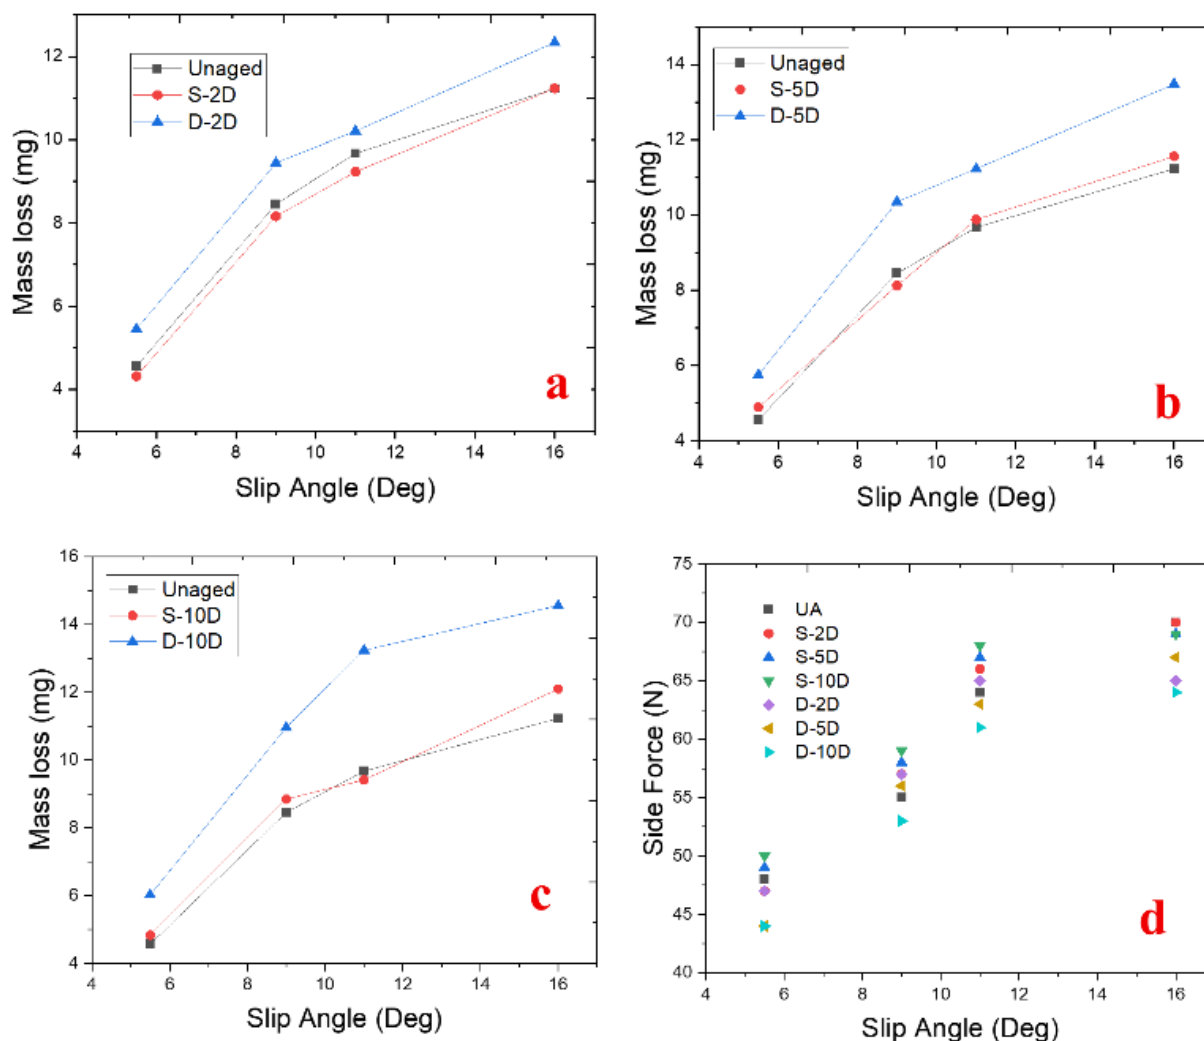 12
10
8
6
4
Mass loss (mg)
Unaged
S-2D
D-2D
a
4 6 8 10 12 14 16
Slip Angle (Deg)
14
12
10
8
6
4
Mass loss (mg)
Unaged
S-5D
D-5D
b
4 6 8 10 12 14 16
Slip Angle (Deg)
16
14
12
10
8
6
4
Mass loss (mg)
Unaged
S-10D
D-10D
c
4 6 8 10 12 14 16
Slip Angle (Deg)
75
70
65
60
55
50
45
40
Side Force (N)
UA
S-2D
S-5D
S-10D
D-2D
D-5D
D-10D
d
4 6 8 10 12 14 16
Slip Angle (Deg)